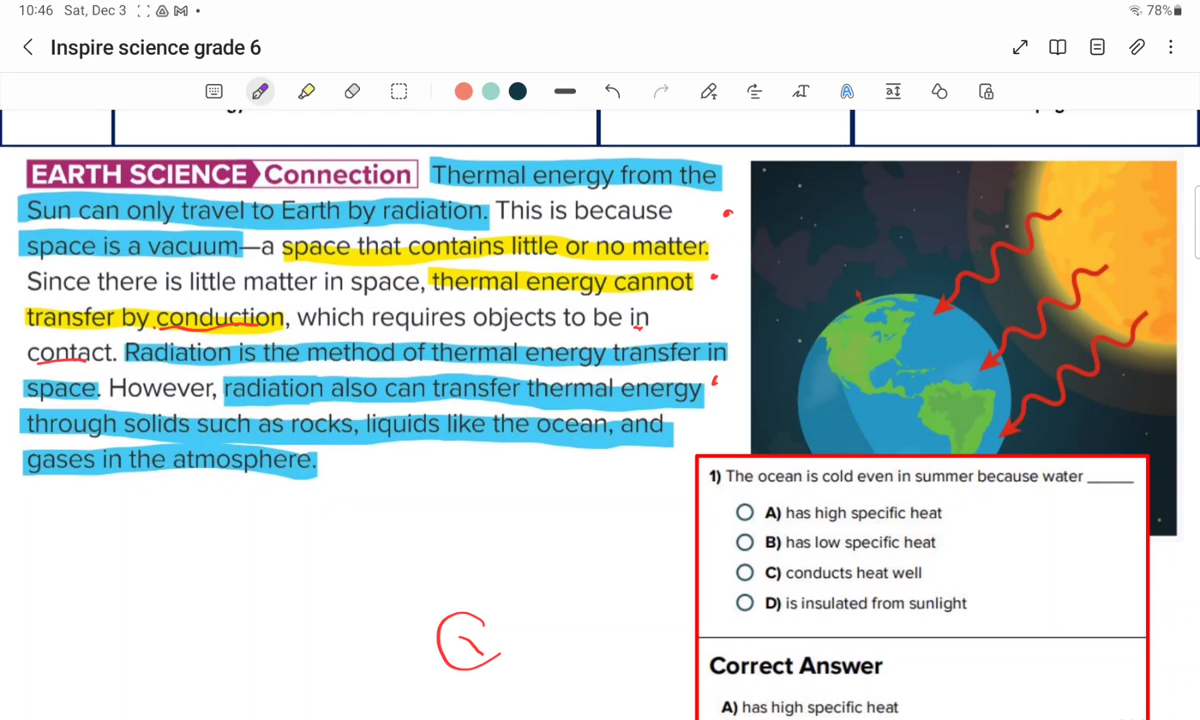 10:46 Sat, Dec 3
78%
Inspire science grade 6
EARTH SCIENCE Connection Thermal energy from the
Sun can only travel to Earth by radiation. This is because
space is a vacuum—a space that contains little or no matter.
Since there is little matter in space, thermal energy cannot
transfer by conduction, which requires objects to be in
contact. Radiation is the method of thermal energy transfer in
space. However, radiation also can transfer thermal energy
through solids such as rocks, liquids like the ocean, and
gases in the atmosphere.
1) The ocean is cold even in summer because water ______
A) has high specific heat
B) has low specific heat
C) conducts heat well
D) is insulated from sunlight
Correct Answer
A) has high specific heat
Q